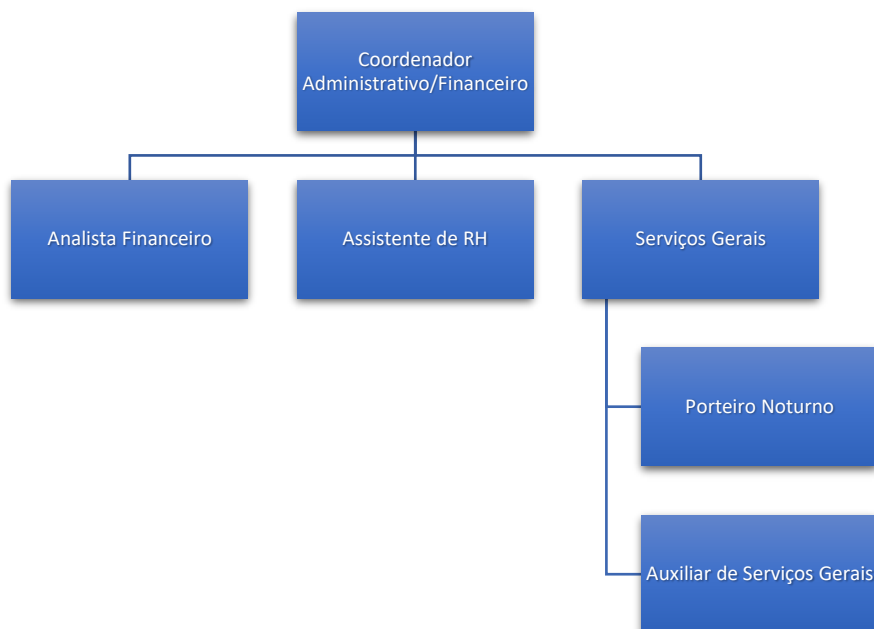 Coordenador
Administrativo/Financeiro
Analista Financeiro
Assistente de RH
Serviços Gerais
Porteiro Noturno
Auxiliar de Serviços Gerais